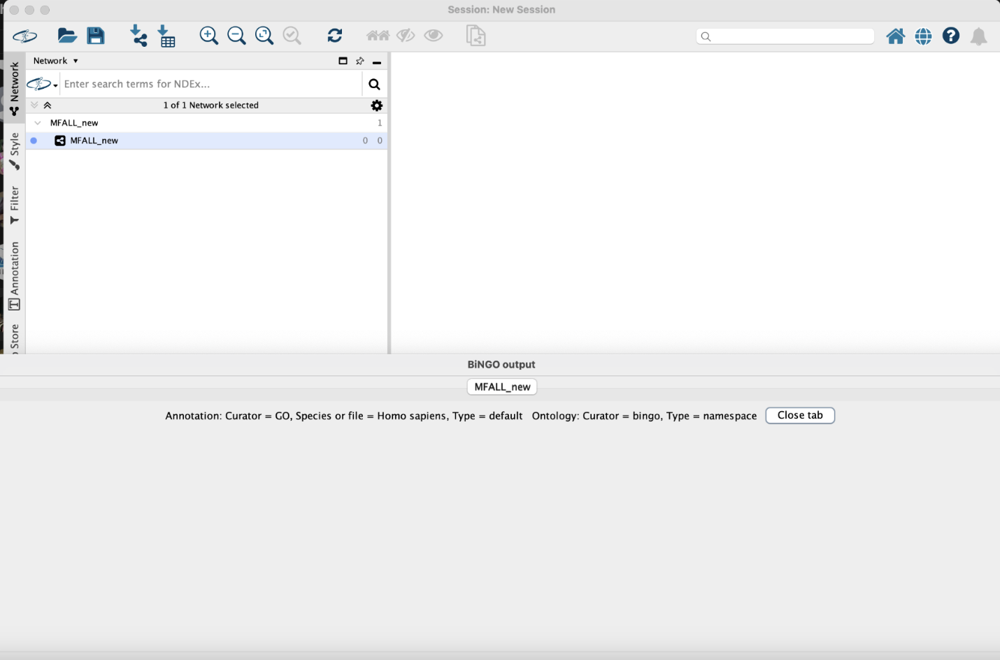 Session: New Session
Network
Enter search terms for NDEx...
1 of 1 Network selected
MFALL_new 1
MFALL_new 0 0
Network
Style
Filter
Annotation
Store
BiNGO output
MFALL_new
Annotation: Curator = GO, Species or file = Homo sapiens, Type = default Ontology: Curator = bingo, Type = namespace Close tab